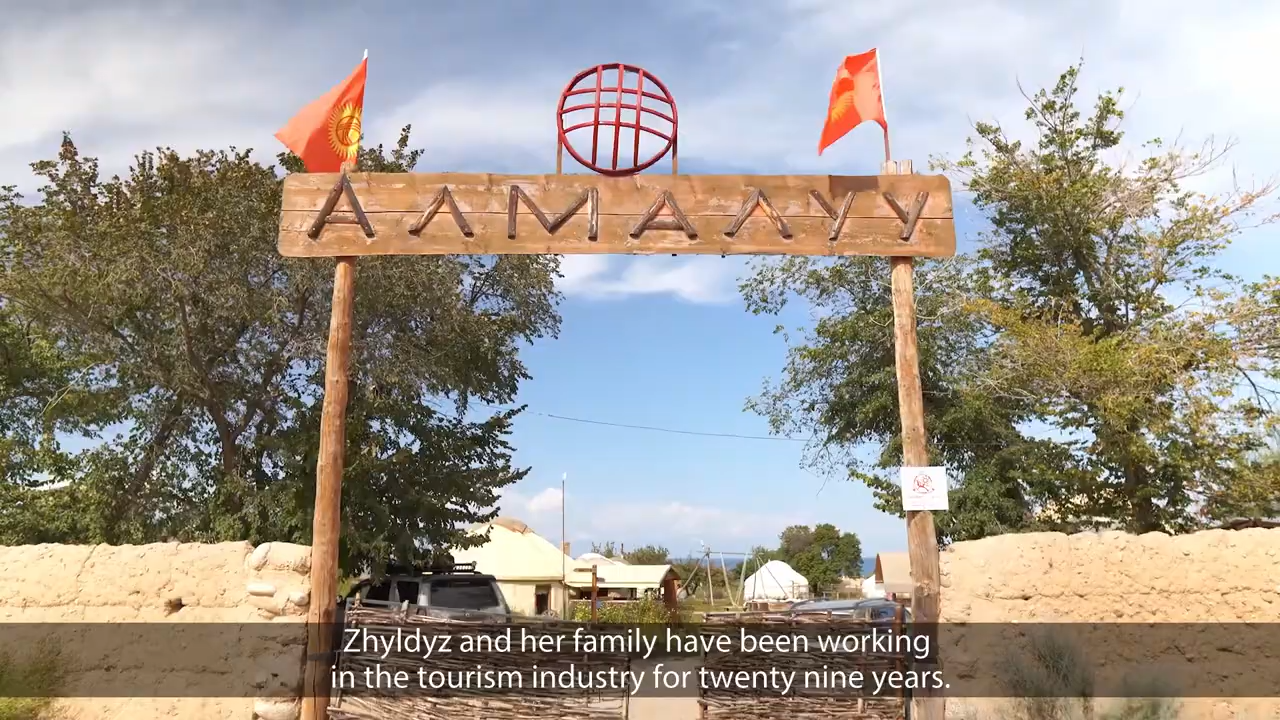 АЛМАЛУУ
Zhyldyz and her family have been working
in the tourism industry for twenty nine years.